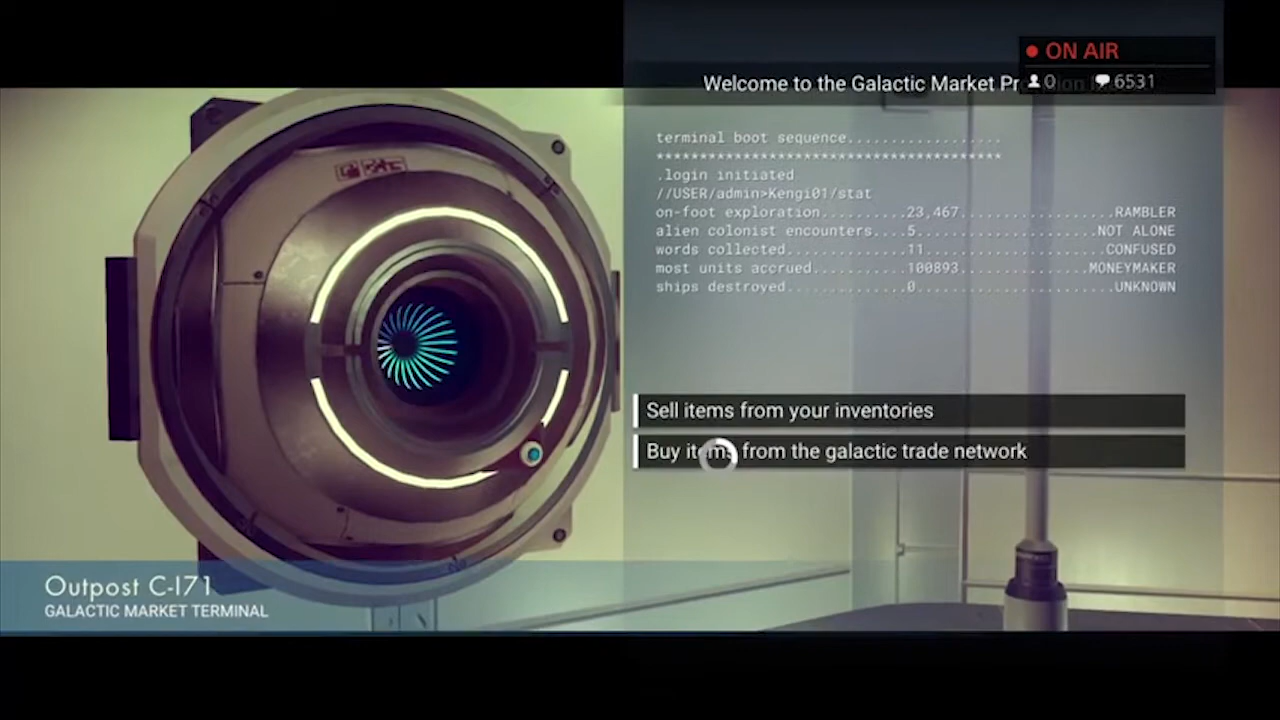 ON AIR
0 6531
Welcome to the Galactic Market
terminal boot sequence..................
****************************************
.login initiated
//USER/admin>Kengi01/stat
on-foot exploration..........23,467..................RAMBLER
alien colonist encounters....5.....................NOT ALONE
words collected..............11.....................CONFUSED
most units accrued...........100893...............MONEYMAKER
ships destroyed..............0.......................UNKNOWN
Sell items from your inventories
Buy items from the galactic trade network
Outpost C-I71
GALACTIC MARKET TERMINAL